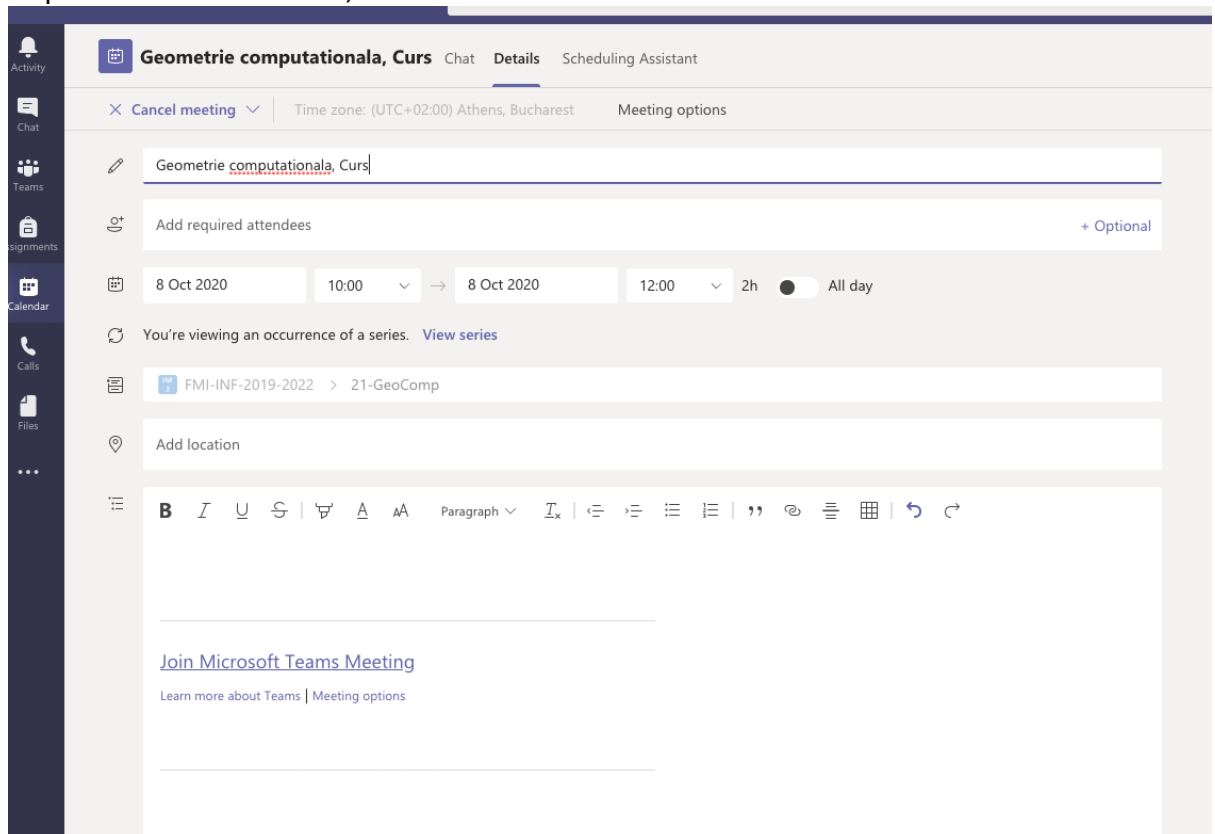 Activity
Chat
Teams
ssignments
Calendar
Calls
Files
Geometrie computationala, Curs Chat Details Scheduling Assistant
Cancel meeting Time zone: (UTC+02:00) Athens, Bucharest Meeting options
Geometrie computationala, Curs
Add required attendees + Optional
8 Oct 2020 10:00 → 8 Oct 2020 12:00 2h All day
You're viewing an occurrence of a series. View series
FMI-INF-2019-2022 > 21-GeoComp
Add location
B I U S A AA Paragraph Tx
Join Microsoft Teams Meeting
Learn more about Teams | Meeting options